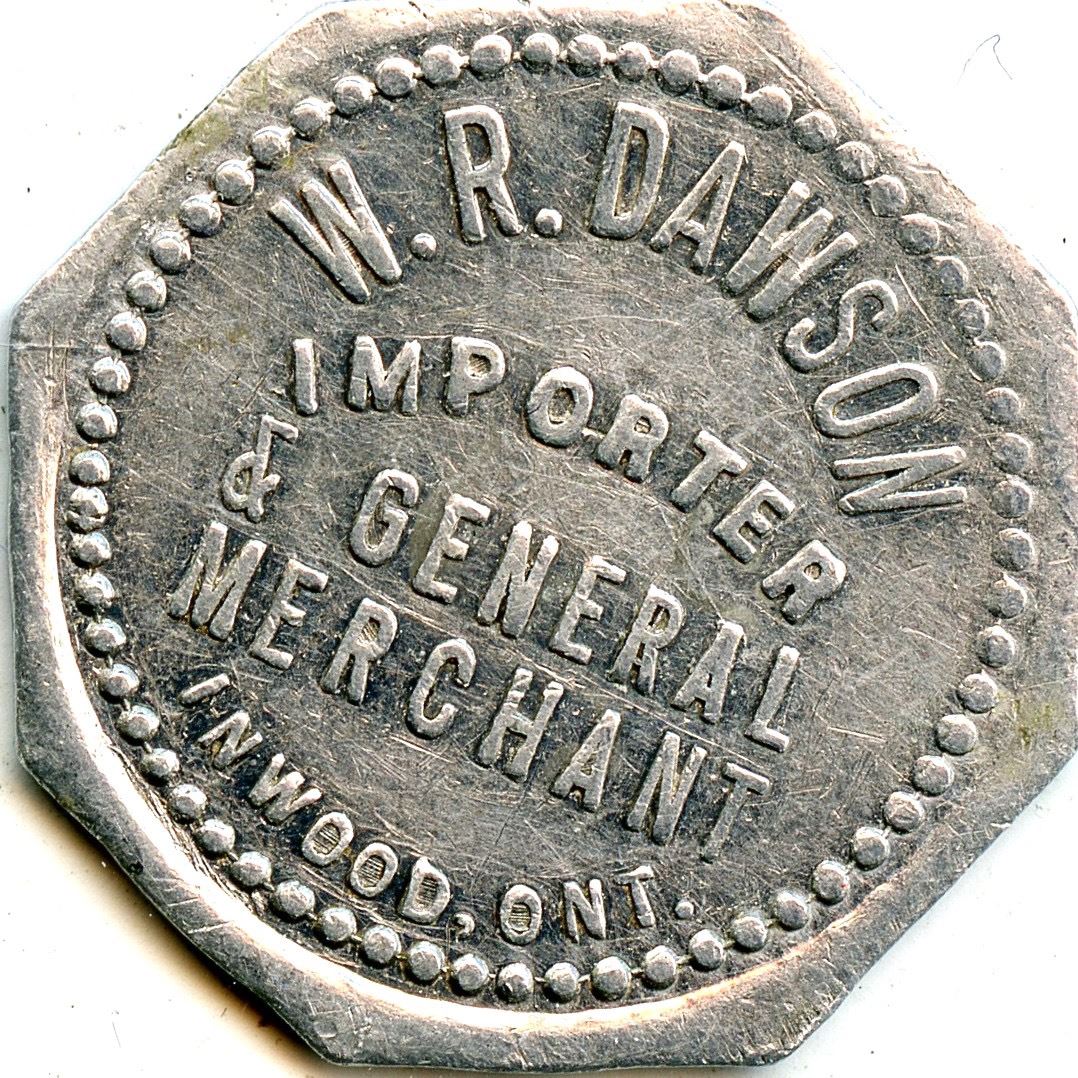 W. R. DAWSON
IMPORTER
& GENERAL
MERCHANT
INWOOD, ONT.